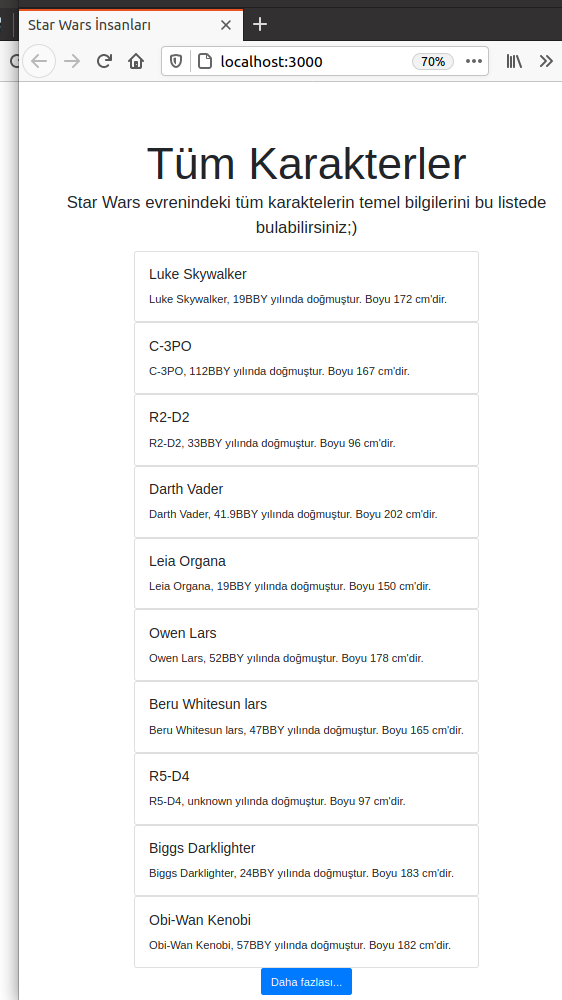 Star Wars İnsanları
localhost:3000
70%
Tüm Karakterler
Star Wars evrenindeki tüm karaktelerin temel bilgilerini bu listede
bulabilirsiniz;)
Luke Skywalker
Luke Skywalker, 19BBY yılında doğmuştur. Boyu 172 cm'dir.
C-3PO
C-3PO, 112BBY yılında doğmuştur. Boyu 167 cm'dir.
R2-D2
R2-D2, 33BBY yılında doğmuştur. Boyu 96 cm'dir.
Darth Vader
Darth Vader, 41.9BBY yılında doğmuştur. Boyu 202 cm'dir.
Leia Organa
Leia Organa, 19BBY yılında doğmuştur. Boyu 150 cm'dir.
Owen Lars
Owen Lars, 52BBY yılında doğmuştur. Boyu 178 cm'dir.
Beru Whitesun lars
Beru Whitesun lars, 47BBY yılında doğmuştur. Boyu 165 cm'dir.
R5-D4
R5-D4, unknown yılında doğmuştur. Boyu 97 cm'dir.
Biggs Darklighter
Biggs Darklighter, 24BBY yılında doğmuştur. Boyu 183 cm'dir.
Obi-Wan Kenobi
Obi-Wan Kenobi, 57BBY yılında doğmuştur. Boyu 182 cm'dir.
Daha fazlası...